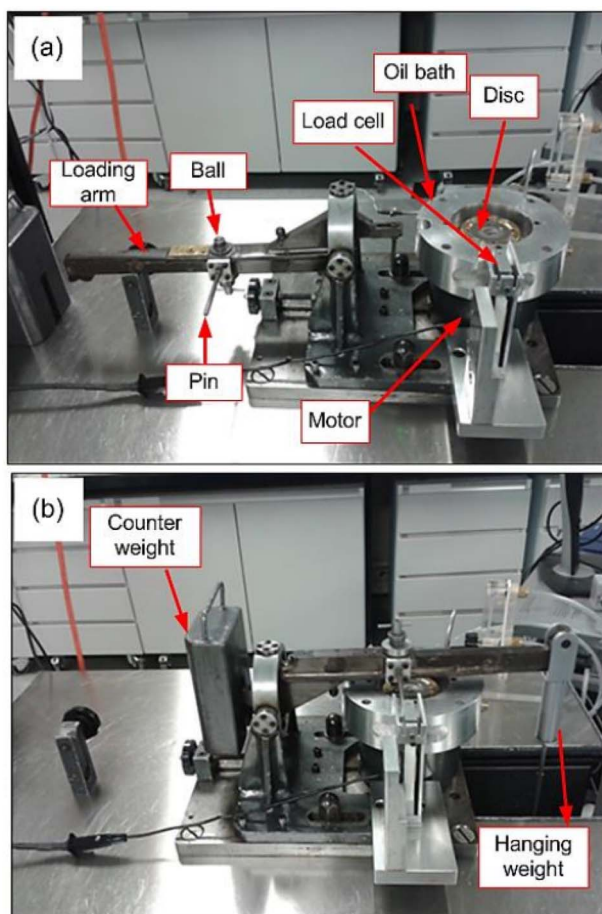 (a)
Oil bath
Disc
Load cell
Loading
arm
Ball
Pin
Motor
(b)
Counter
weight
Hanging
weight